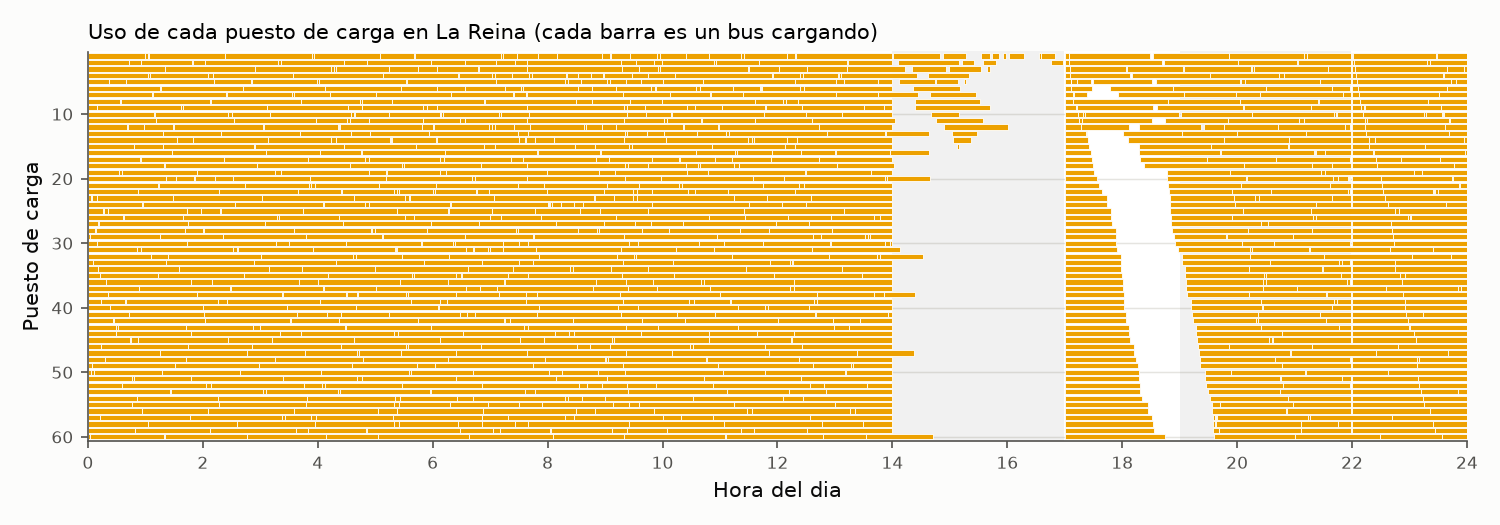 Uso de cada puesto de carga en La Reina (cada barra es un bus cargando)
Puesto de carga
10
20
30
40
50
60
0 2 4 6 8 10 12 14 16 18 20 22 24
Hora del dia